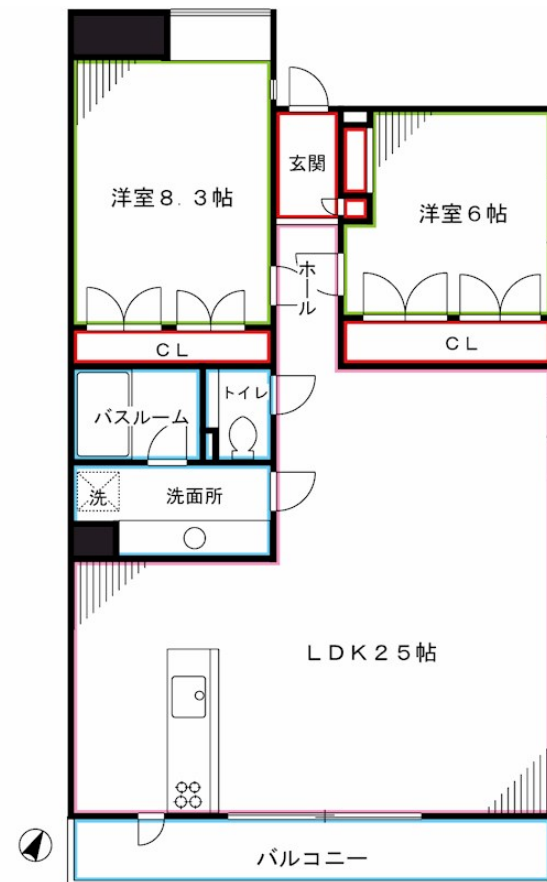 玄関
洋室8.3帖
洋室6帖
ホール
CL
CL
トイレ
バスルーム
洗
洗面所
LDK25帖
バルコニー